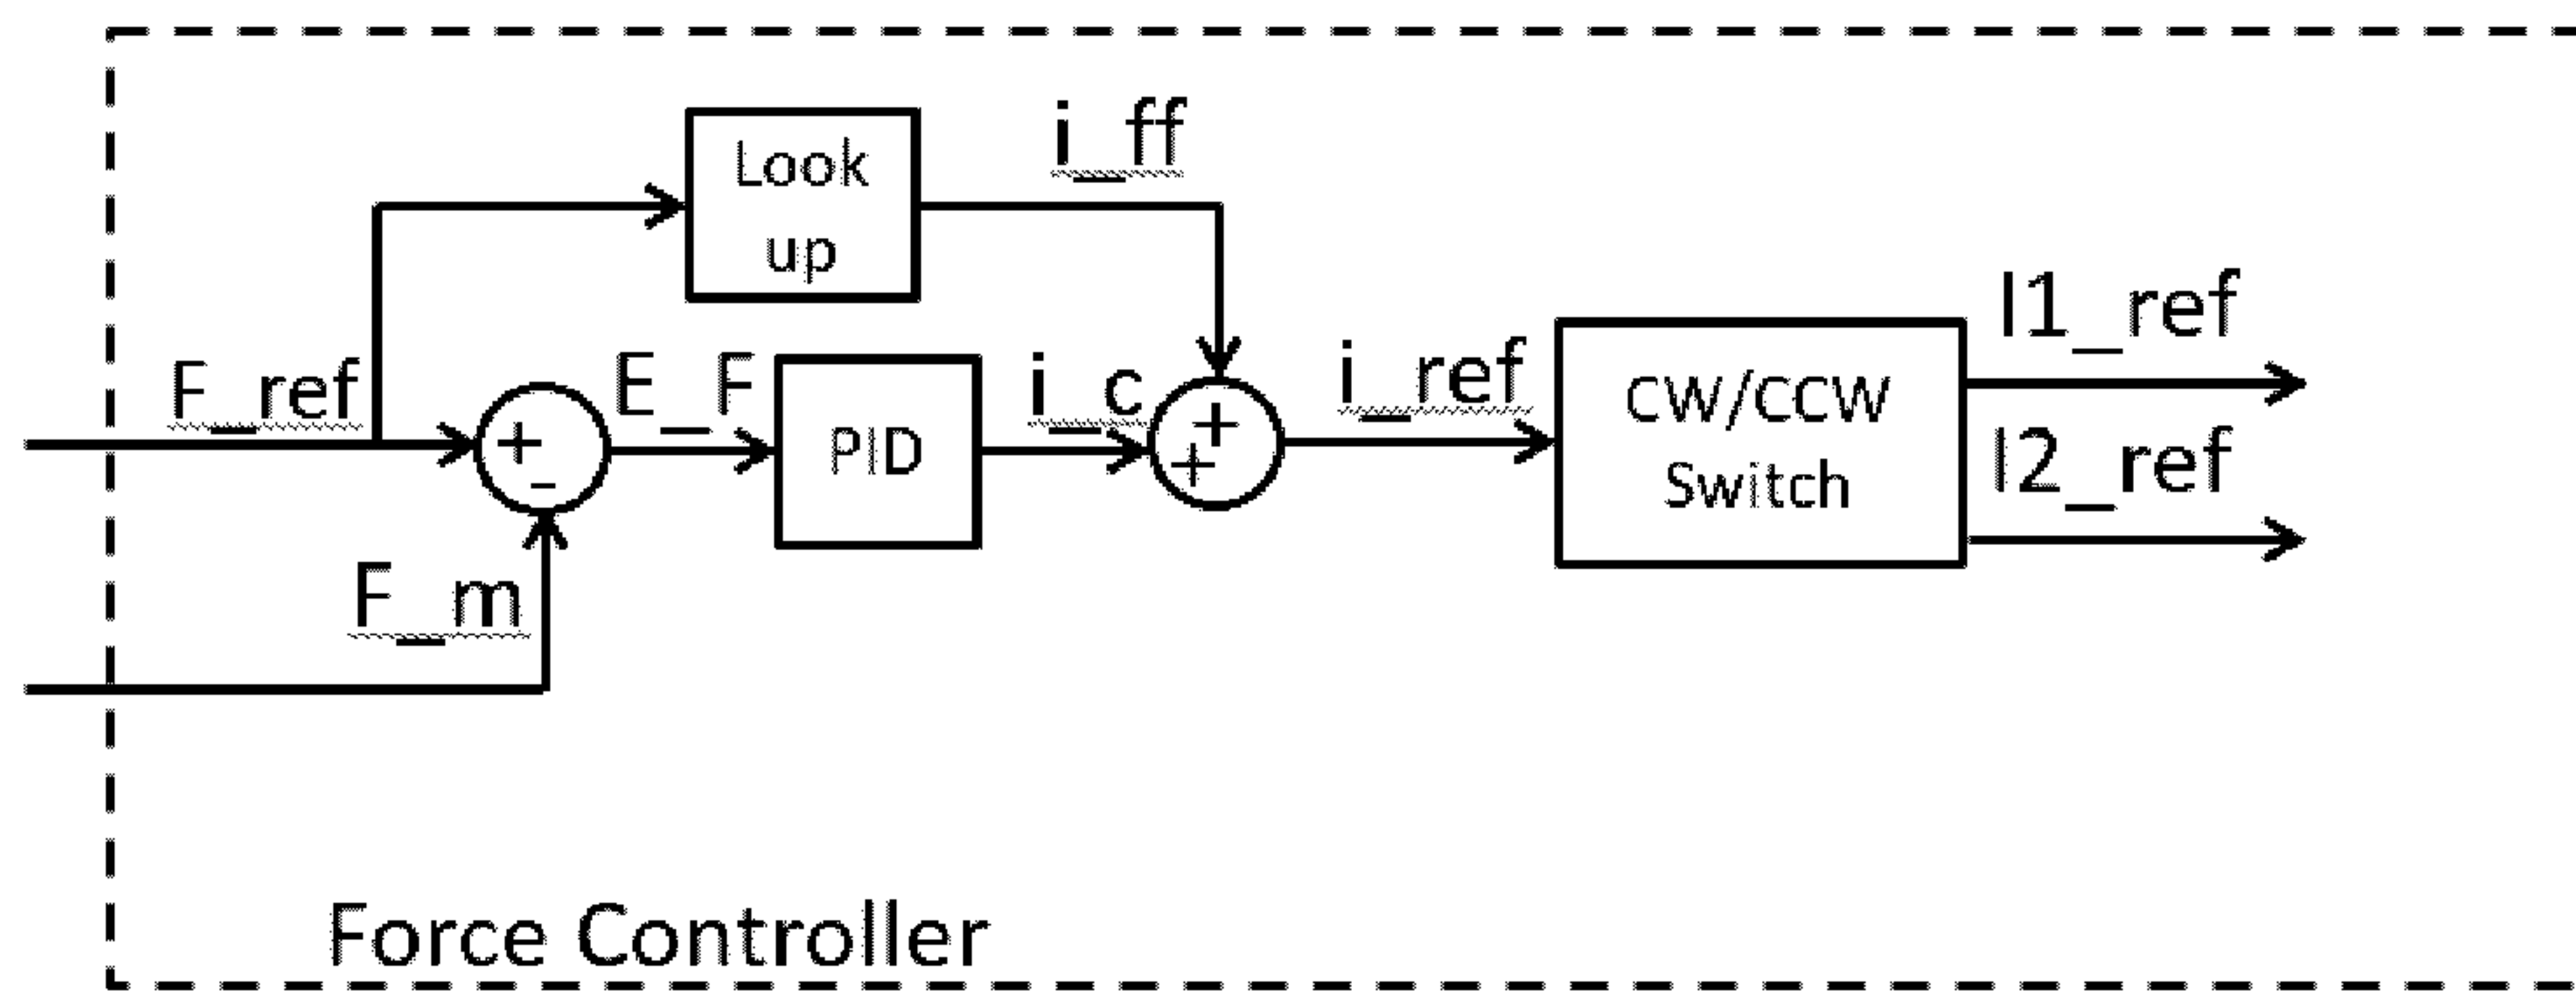 Look
up
i_ff
F_ref
+
-
E_F
PID
i_c
+
+
i_ref
CW/CCW
Switch
I1_ref
I2_ref
F_m
Force Controller